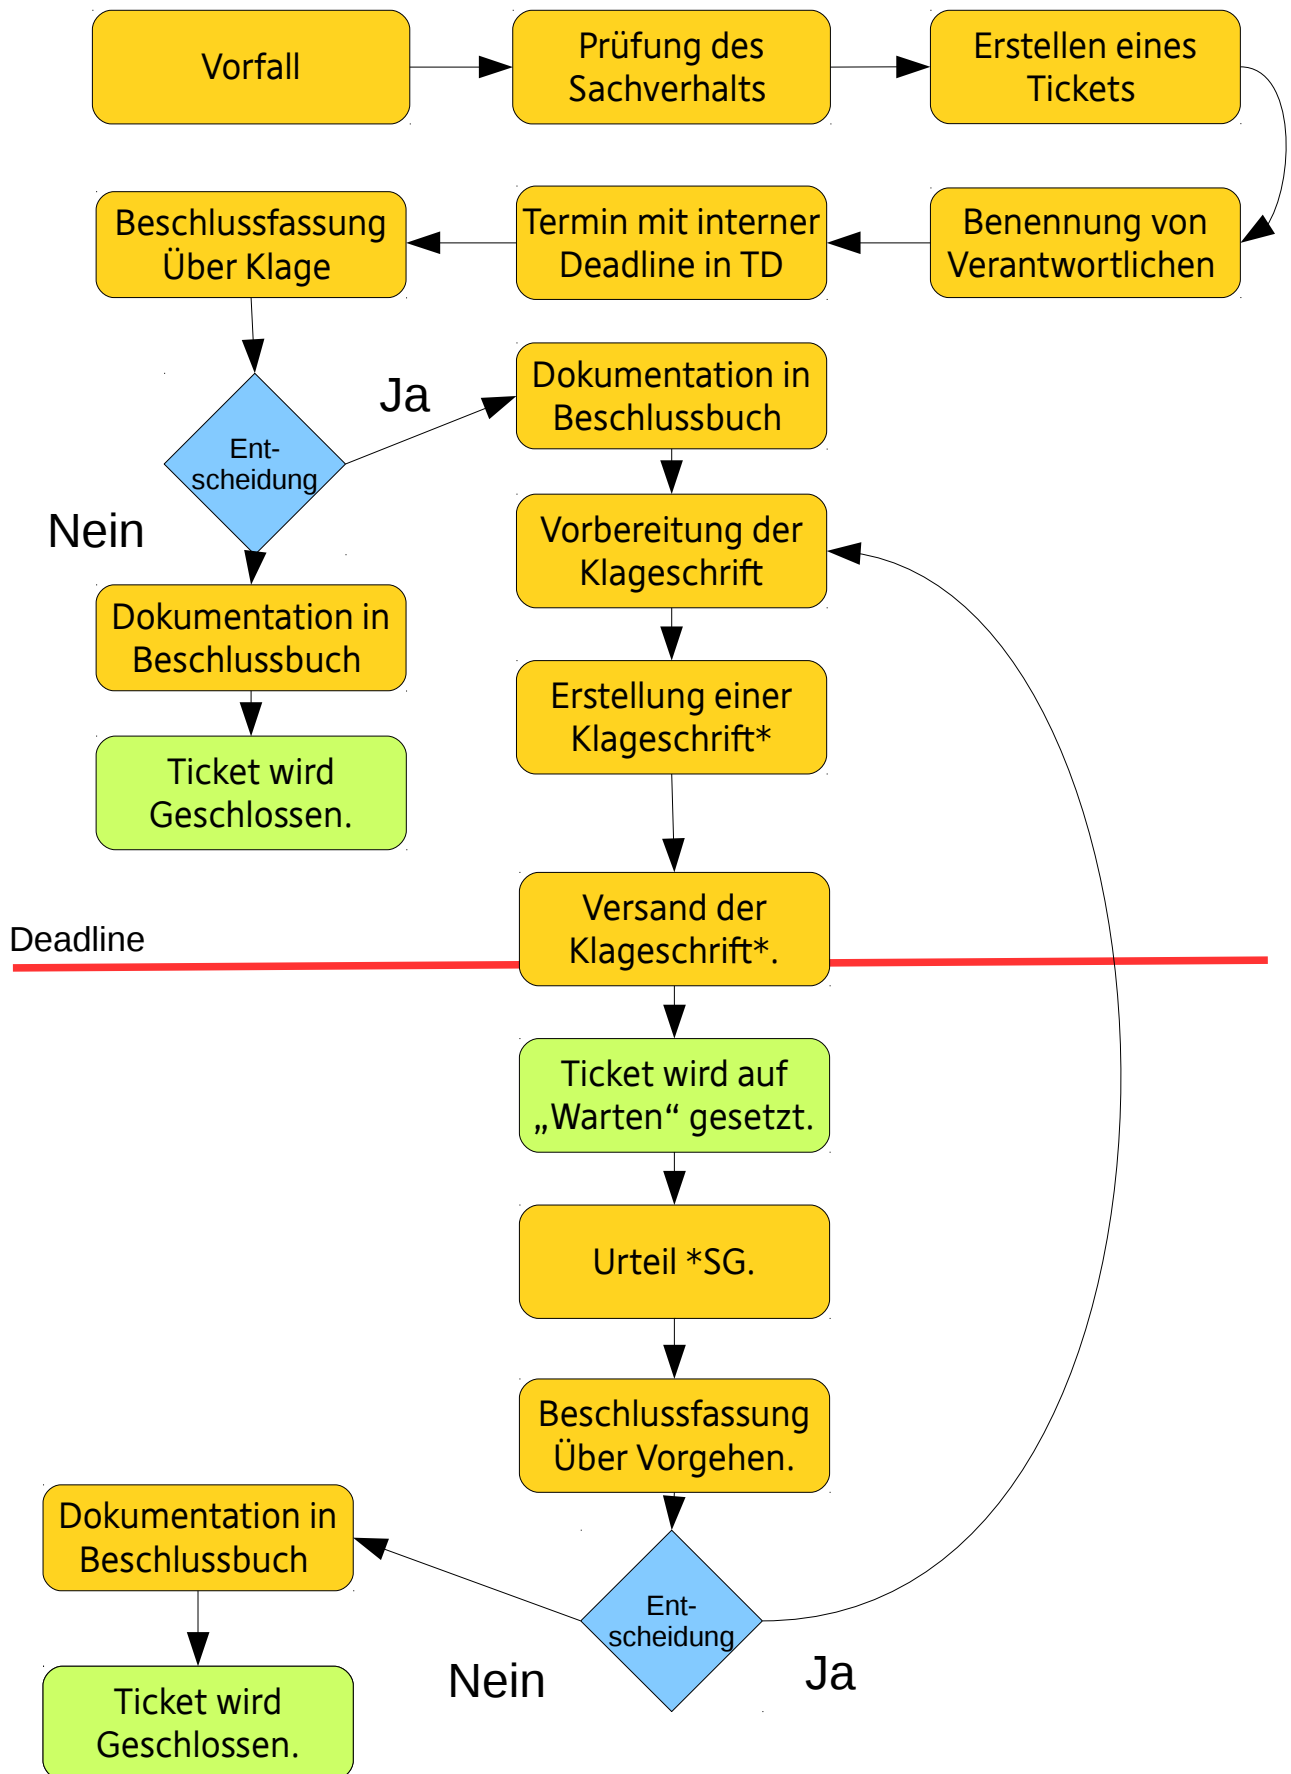 Vorfall
Prüfung des
Sachverhalts
Erstellen eines
Tickets
Benennung von
Verantwortlichen
Termin mit interner
Deadline in TD
Beschlussfassung
Über Klage
Ent-
scheidung
Ja
Dokumentation in
Beschlussbuch
Nein
Dokumentation in
Beschlussbuch
Ticket wird
Geschlossen.
Vorbereitung der
Klageschrift
Erstellung einer
Klageschrift*
Deadline
Versand der
Klageschrift*.
Ticket wird auf
„Warten“ gesetzt.
Urteil *SG.
Beschlussfassung
Über Vorgehen.
Ent-
scheidung
Ja
Nein
Dokumentation in
Beschlussbuch
Ticket wird
Geschlossen.